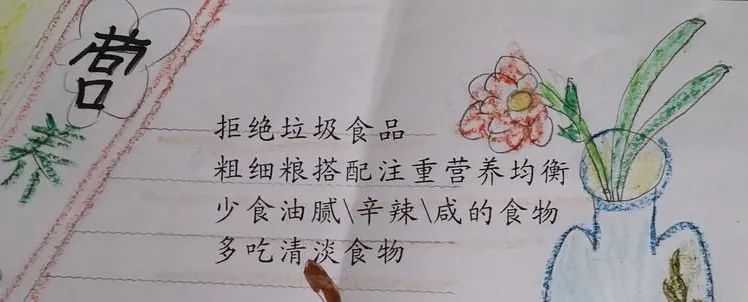 营养
拒绝垃圾食品
粗细粮搭配注重营养均衡
少食油腻\辛辣\咸的食物
多吃清淡食物